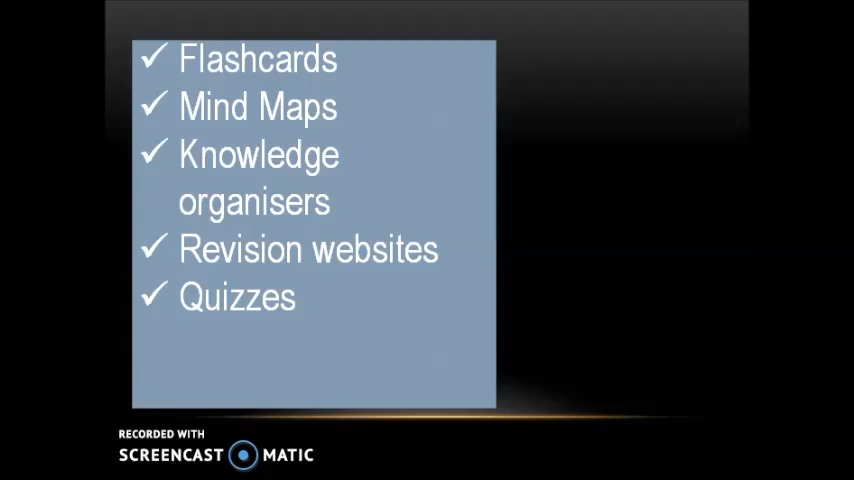 ✓ Flashcards
✓ Mind Maps
✓ Knowledge
organisers
✓ Revision websites
✓ Quizzes
RECORDED WITH
SCREENCAST MATIC